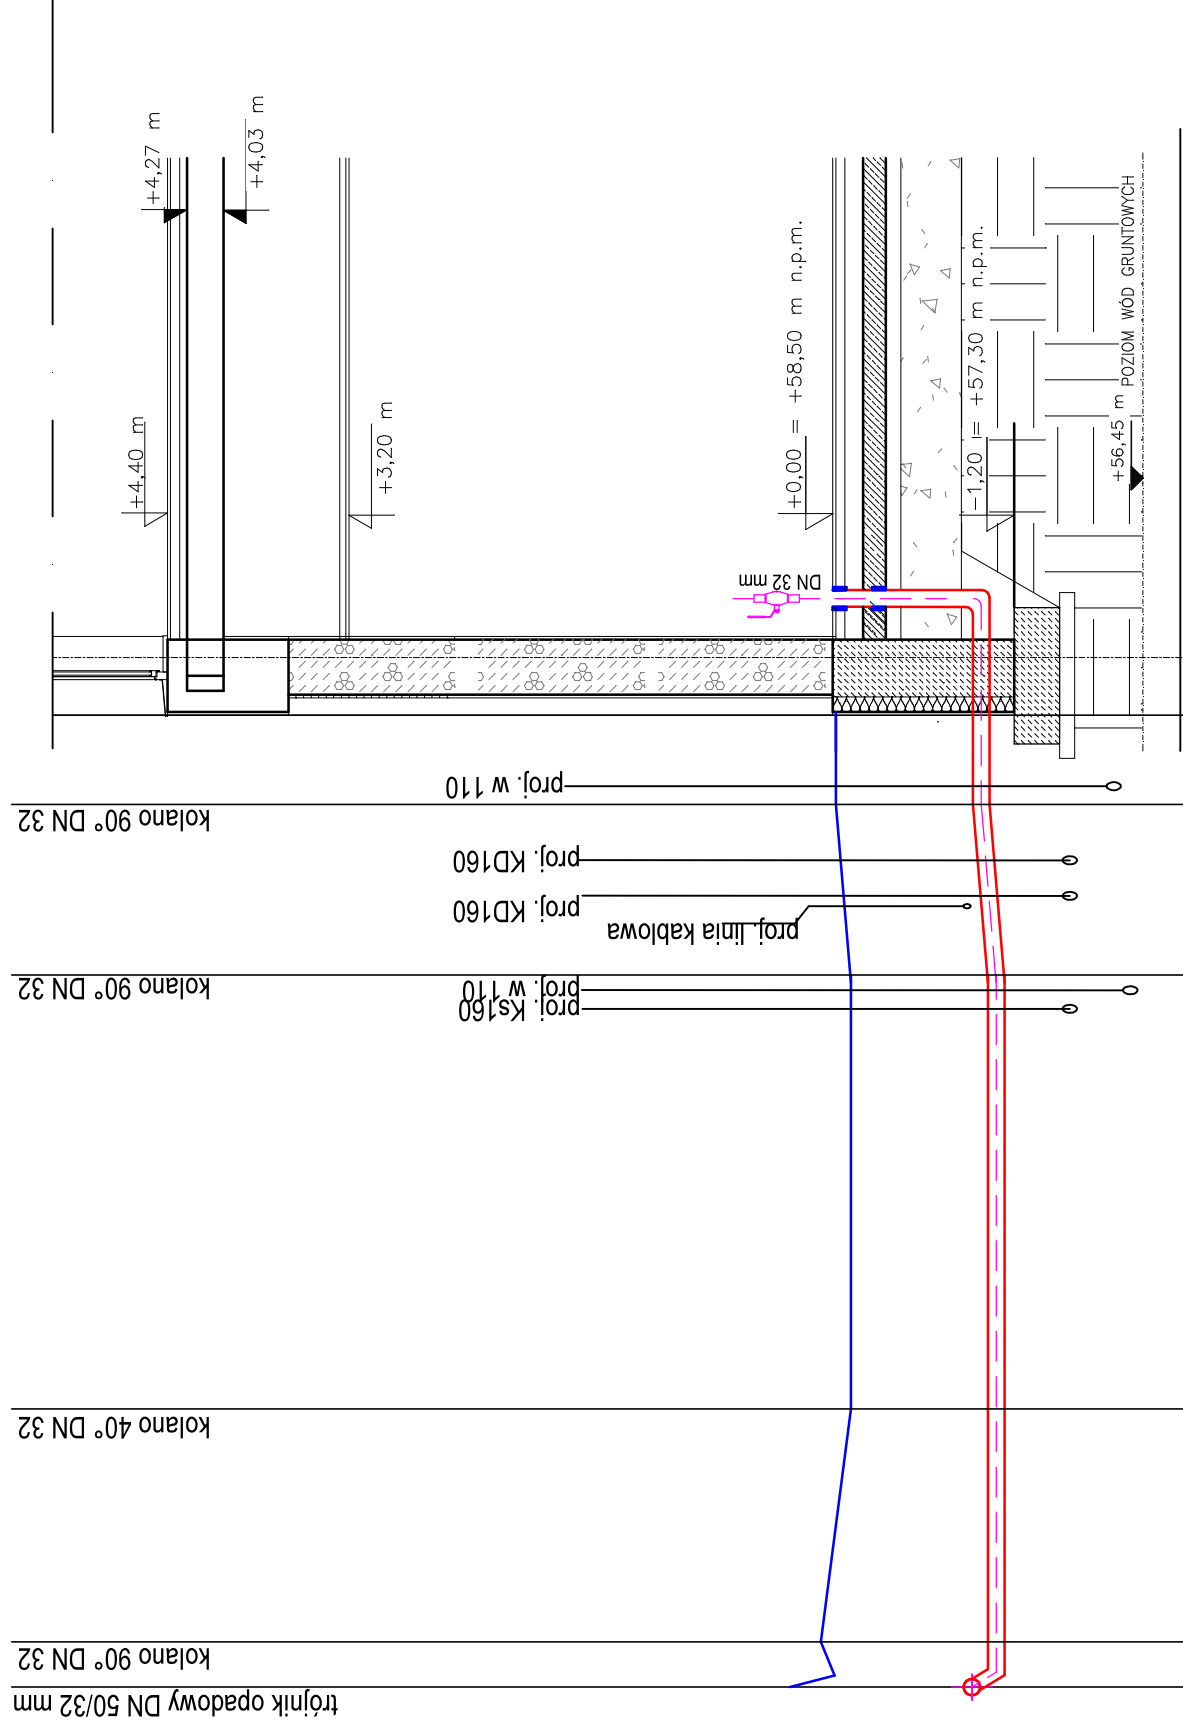 +4,27 m
+4,03 m
+4,40 m
+3,20 m
+0,00 = +58,50 m n.p.m.
-1,20 = +57,30 m n.p.m.
+56,45 m POZIOM WÓD GRUNTOWYCH
DN 32 mm
proj. w 110
kolano 90° DN 32
proj. KD160
proj. KD160
proj. linia kablowa
kolano 90° DN 32
proj. w 110
proj. Ks160
kolano 40° DN 32
kolano 90° DN 32
trójnik opadowy DN 50/32 mm